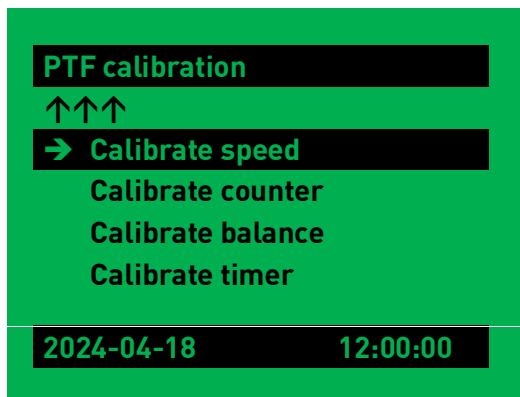 PTF calibration
↑↑↑
➔ Calibrate speed
Calibrate counter
Calibrate balance
Calibrate timer
2024-04-18 12:00:00